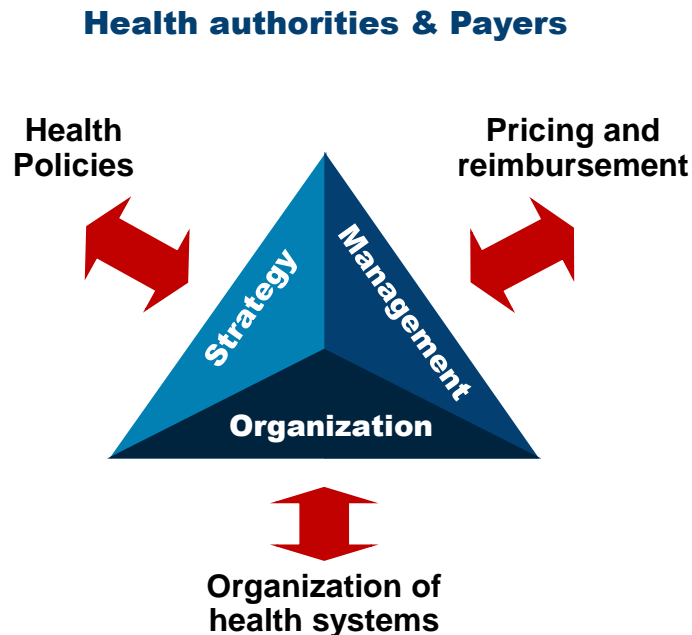 Health authorities & Payers
Health
Policies
Pricing and
reimbursement
Strategy
Management
Organization
Organization of
health systems